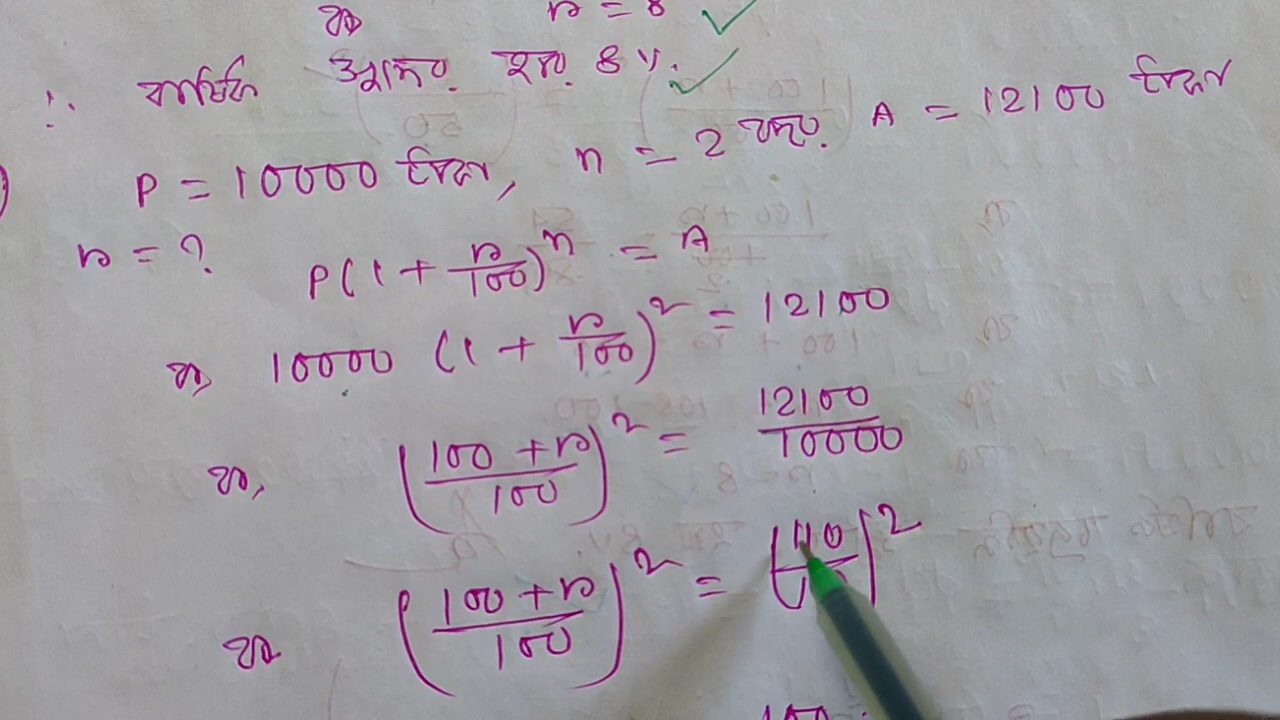 বা r = 8 ✓
∴ বার্ষিক হ্রাসের হার 8%. ✓
P = 10000 টাকা, n = 2 বছর. A = 12100 টাকা
r = ?
P(1 + r/100)^n = A
বা, 10000 (1 + r/100)^2 = 12100
বা, ((100 + r)/100)^2 = 12100/10000
বা ((100 + r)/100)^2 = (110/)^2